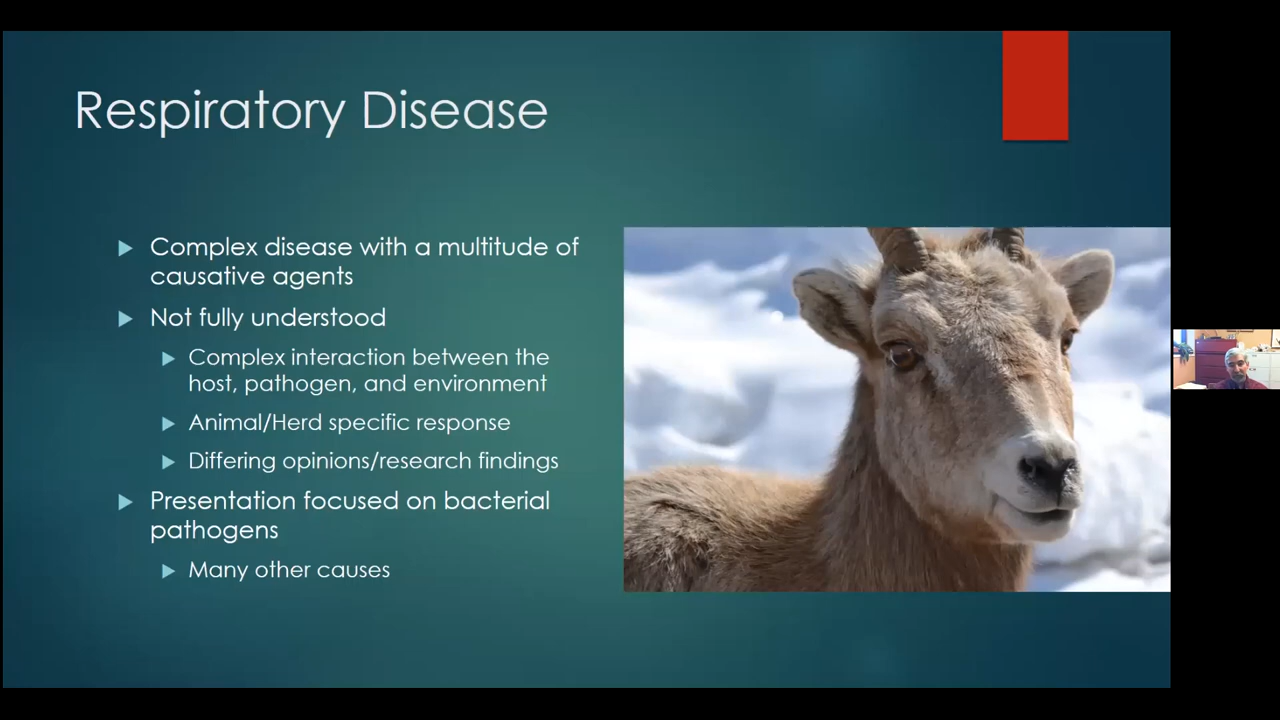 Respiratory Disease
Complex disease with a multitude of
causative agents
Not fully understood
Complex interaction between the
host, pathogen, and environment
Animal/Herd specific response
Differing opinions/research findings
Presentation focused on bacterial
pathogens
Many other causes